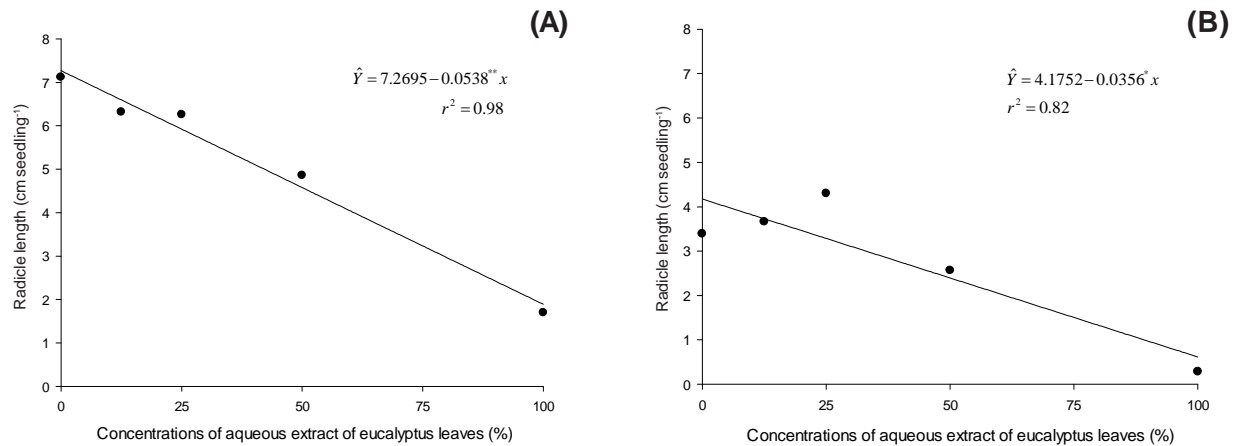 (A)
8
7
6
5
4
3
2
1
0
Radicle length (cm seedling⁻¹)
Ŷ = 7.2695 − 0.0538** x
r² = 0.98
0 25 50 75 100
Concentrations of aqueous extract of eucalyptus leaves (%)
(B)
8
7
6
5
4
3
2
1
0
Radicle length (cm seedling⁻¹)
Ŷ = 4.1752 − 0.0356* x
r² = 0.82
0 25 50 75 100
Concentrations of aqueous extract of eucalyptus leaves (%)